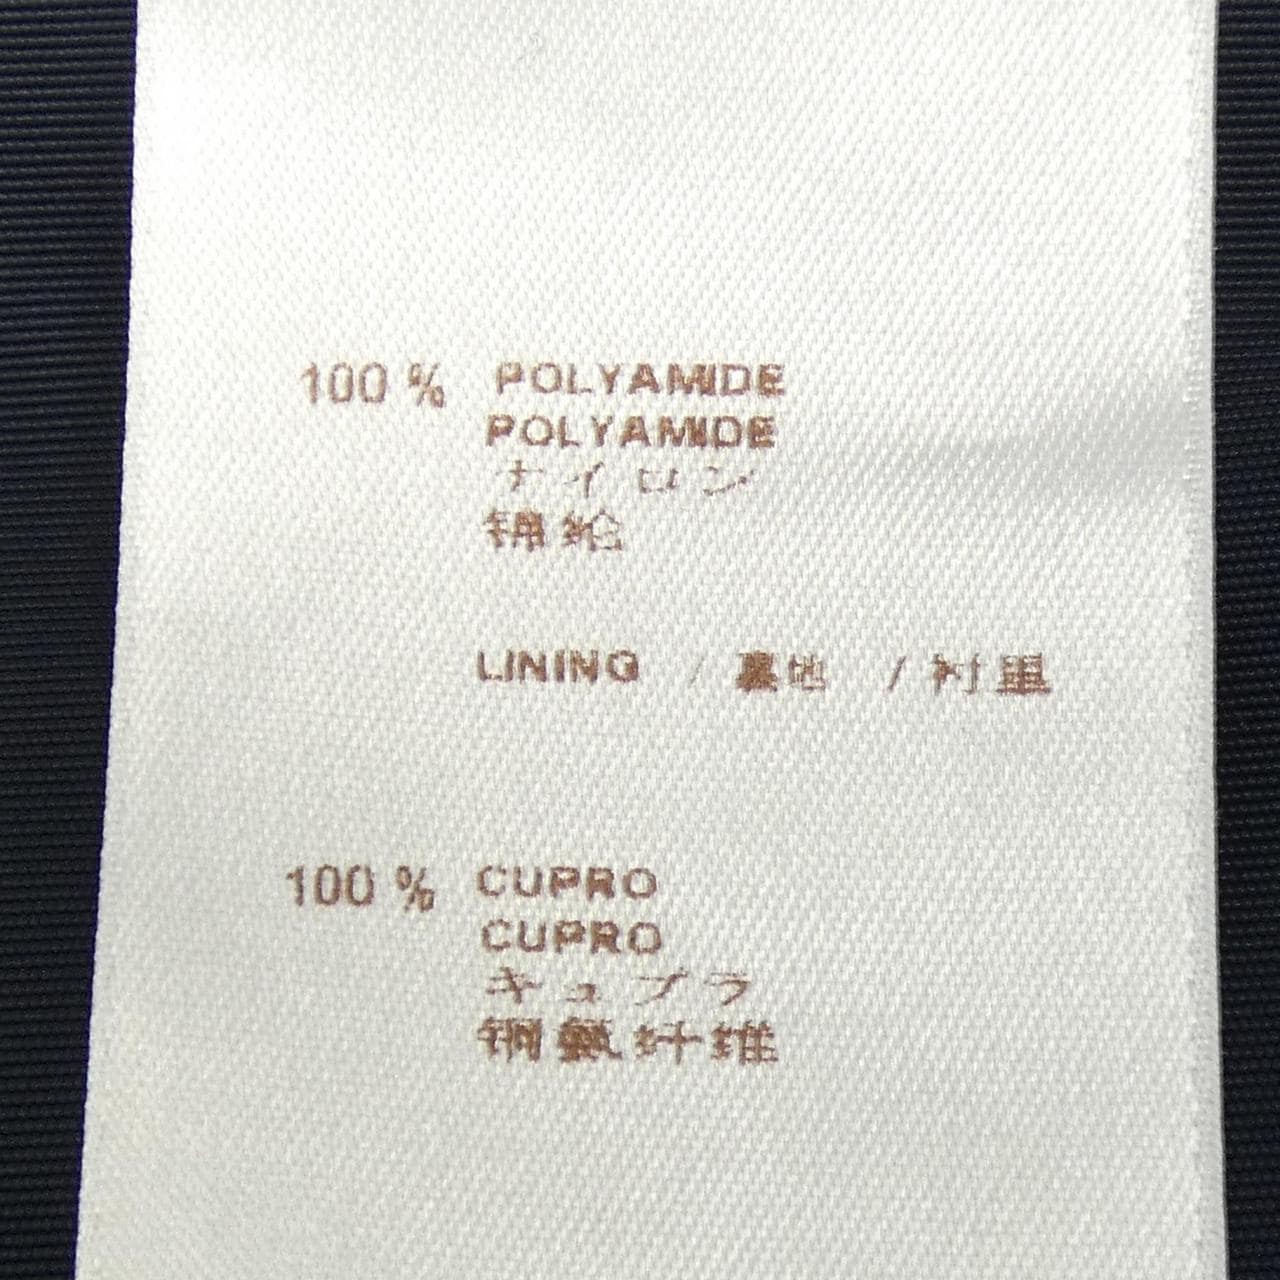 100 % POLYAMIDE
POLYAMIDE
ナイロン
锦纶
LINING / 裏地 / 衬里
100 % CUPRO
CUPRO
キュプラ
铜氨纤维